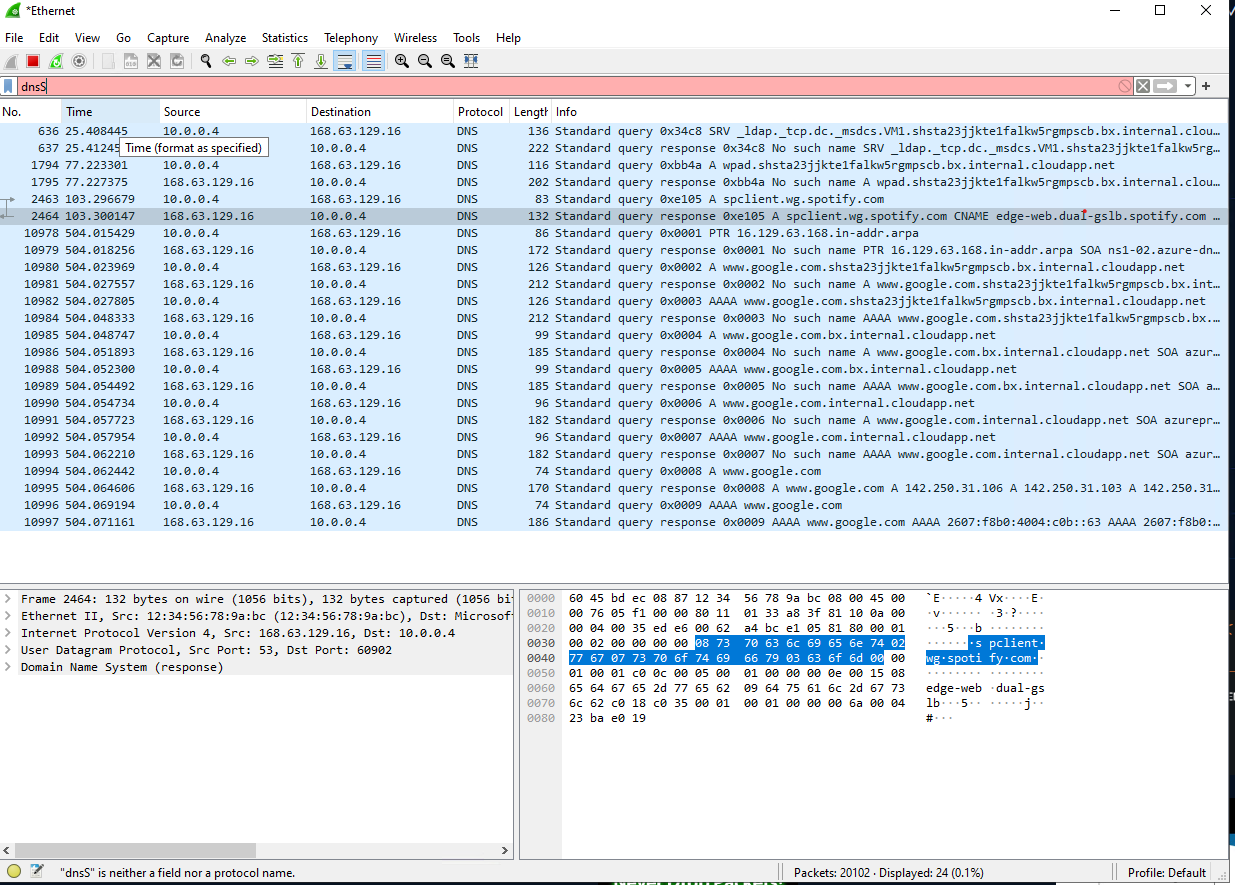 *Ethernet
File Edit View Go Capture Analyze Statistics Telephony Wireless Tools Help
dnsS
No. Time Source Destination Protocol Length Info
636 25.408445 10.0.0.4 168.63.129.16 DNS 136 Standard query 0x34c8 SRV _ldap._tcp.dc._msdcs.VM1.shsta23jjkte1falkw5rgmpscb.bx.internal.clou…
637 25.41245 10.0.0.4 DNS 222 Standard query response 0x34c8 No such name SRV _ldap._tcp.dc._msdcs.VM1.shsta23jjkte1falkw5rg…
Time (format as specified)
1794 77.223301 10.0.0.4 168.63.129.16 DNS 116 Standard query 0xbb4a A wpad.shsta23jjkte1falkw5rgmpscb.bx.internal.cloudapp.net
1795 77.227375 168.63.129.16 10.0.0.4 DNS 202 Standard query response 0xbb4a No such name A wpad.shsta23jjkte1falkw5rgmpscb.bx.internal.clou…
2463 103.296679 10.0.0.4 168.63.129.16 DNS 83 Standard query 0xe105 A spclient.wg.spotify.com
2464 103.300147 168.63.129.16 10.0.0.4 DNS 132 Standard query response 0xe105 A spclient.wg.spotify.com CNAME edge-web.dual-gslb.spotify.com …
10978 504.015429 10.0.0.4 168.63.129.16 DNS 86 Standard query 0x0001 PTR 16.129.63.168.in-addr.arpa
10979 504.018256 168.63.129.16 10.0.0.4 DNS 172 Standard query response 0x0001 No such name PTR 16.129.63.168.in-addr.arpa SOA ns1-02.azure-dn…
10980 504.023969 10.0.0.4 168.63.129.16 DNS 126 Standard query 0x0002 A www.google.com.shsta23jjkte1falkw5rgmpscb.bx.internal.cloudapp.net
10981 504.027557 168.63.129.16 10.0.0.4 DNS 212 Standard query response 0x0002 No such name A www.google.com.shsta23jjkte1falkw5rgmpscb.bx.int…
10982 504.027805 10.0.0.4 168.63.129.16 DNS 126 Standard query 0x0003 AAAA www.google.com.shsta23jjkte1falkw5rgmpscb.bx.internal.cloudapp.net
10984 504.048333 168.63.129.16 10.0.0.4 DNS 212 Standard query response 0x0003 No such name AAAA www.google.com.shsta23jjkte1falkw5rgmpscb.bx.…
10985 504.048747 10.0.0.4 168.63.129.16 DNS 99 Standard query 0x0004 A www.google.com.bx.internal.cloudapp.net
10986 504.051893 168.63.129.16 10.0.0.4 DNS 185 Standard query response 0x0004 No such name A www.google.com.bx.internal.cloudapp.net SOA azur…
10988 504.052300 10.0.0.4 168.63.129.16 DNS 99 Standard query 0x0005 AAAA www.google.com.bx.internal.cloudapp.net
10989 504.054492 168.63.129.16 10.0.0.4 DNS 185 Standard query response 0x0005 No such name AAAA www.google.com.bx.internal.cloudapp.net SOA a…
10990 504.054734 10.0.0.4 168.63.129.16 DNS 96 Standard query 0x0006 A www.google.com.internal.cloudapp.net
10991 504.057723 168.63.129.16 10.0.0.4 DNS 182 Standard query response 0x0006 No such name A www.google.com.internal.cloudapp.net SOA azurepr…
10992 504.057954 10.0.0.4 168.63.129.16 DNS 96 Standard query 0x0007 AAAA www.google.com.internal.cloudapp.net
10993 504.062210 168.63.129.16 10.0.0.4 DNS 182 Standard query response 0x0007 No such name AAAA www.google.com.internal.cloudapp.net SOA azur…
10994 504.062442 10.0.0.4 168.63.129.16 DNS 74 Standard query 0x0008 A www.google.com
10995 504.064606 168.63.129.16 10.0.0.4 DNS 170 Standard query response 0x0008 A www.google.com A 142.250.31.106 A 142.250.31.103 A 142.250.31…
10996 504.069194 10.0.0.4 168.63.129.16 DNS 74 Standard query 0x0009 AAAA www.google.com
10997 504.071161 168.63.129.16 10.0.0.4 DNS 186 Standard query response 0x0009 AAAA www.google.com AAAA 2607:f8b0:4004:c0b::63 AAAA 2607:f8b0:…
Frame 2464: 132 bytes on wire (1056 bits), 132 bytes captured (1056 bi
Ethernet II, Src: 12:34:56:78:9a:bc (12:34:56:78:9a:bc), Dst: Microsof
Internet Protocol Version 4, Src: 168.63.129.16, Dst: 10.0.0.4
User Datagram Protocol, Src Port: 53, Dst Port: 60902
Domain Name System (response)
0000 60 45 bd ec 08 87 12 34 56 78 9a bc 08 00 45 00 `E·····4 Vx····E·
0010 00 76 05 f1 00 00 80 11 01 33 a8 3f 81 10 0a 00 ·v······ ·3·?····
0020 00 04 00 35 ed e6 00 62 a4 bc e1 05 81 80 00 01 ···5···b ········
0030 00 02 00 00 00 00 08 73 70 63 6c 69 65 6e 74 02 ·······s pclient·
0040 77 67 07 73 70 6f 74 69 66 79 03 63 6f 6d 00 00 wg·spoti fy·com··
0050 01 00 01 c0 0c 00 05 00 01 00 00 00 0e 00 15 08 ········ ········
0060 65 64 67 65 2d 77 65 62 09 64 75 61 6c 2d 67 73 edge-web ·dual-gs
0070 6c 62 c0 18 c0 35 00 01 00 01 00 00 00 6a 00 04 lb···5·· ·····j··
0080 23 ba e0 19 #···
"dnsS" is neither a field nor a protocol name.
Packets: 20102 · Displayed: 24 (0.1%)
Profile: Default